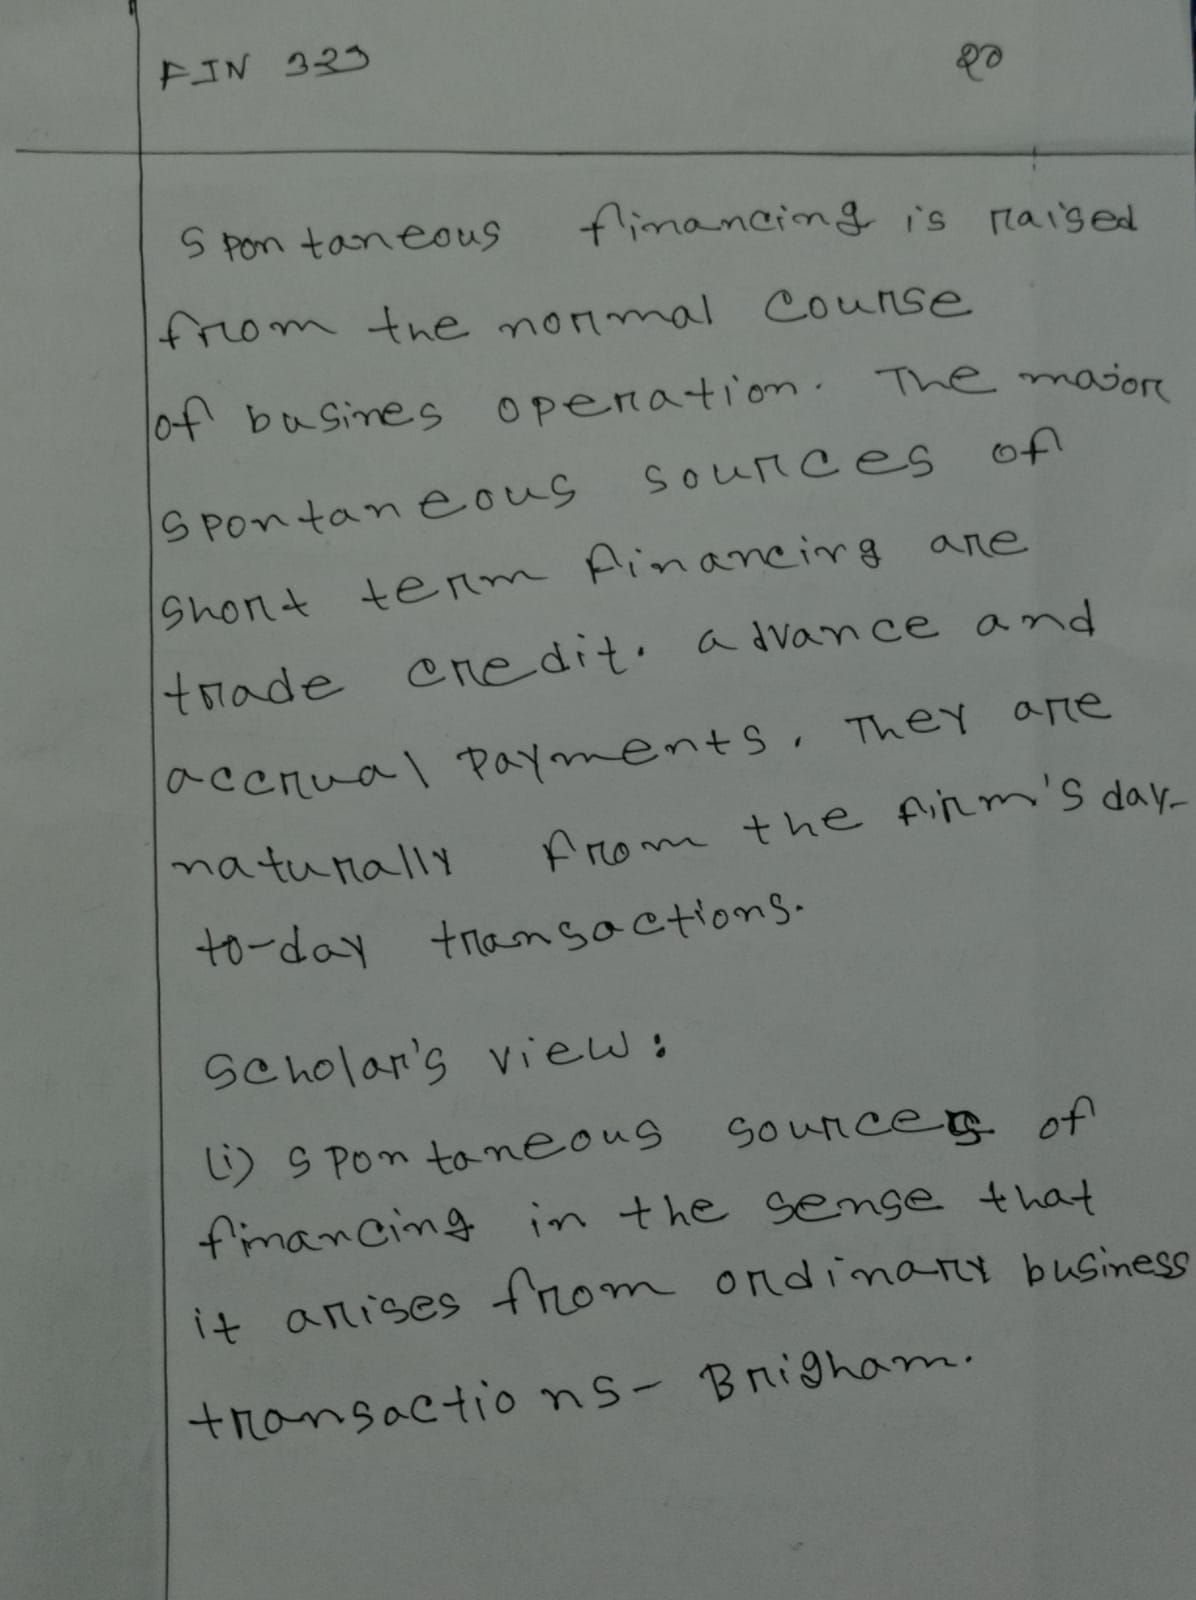 FIN 323
২০
Spontaneous financing is raised
from the normal course
of busines operation. The major
spontaneous sources of
short term financing are
trade credit. advance and
accrual payments. They are
naturally from the firm's day-
to-day transactions.
Scholar's view:
(i) Spontaneous sources of
financing in the sense that
it arises from ordinary business
transactions- Brigham.